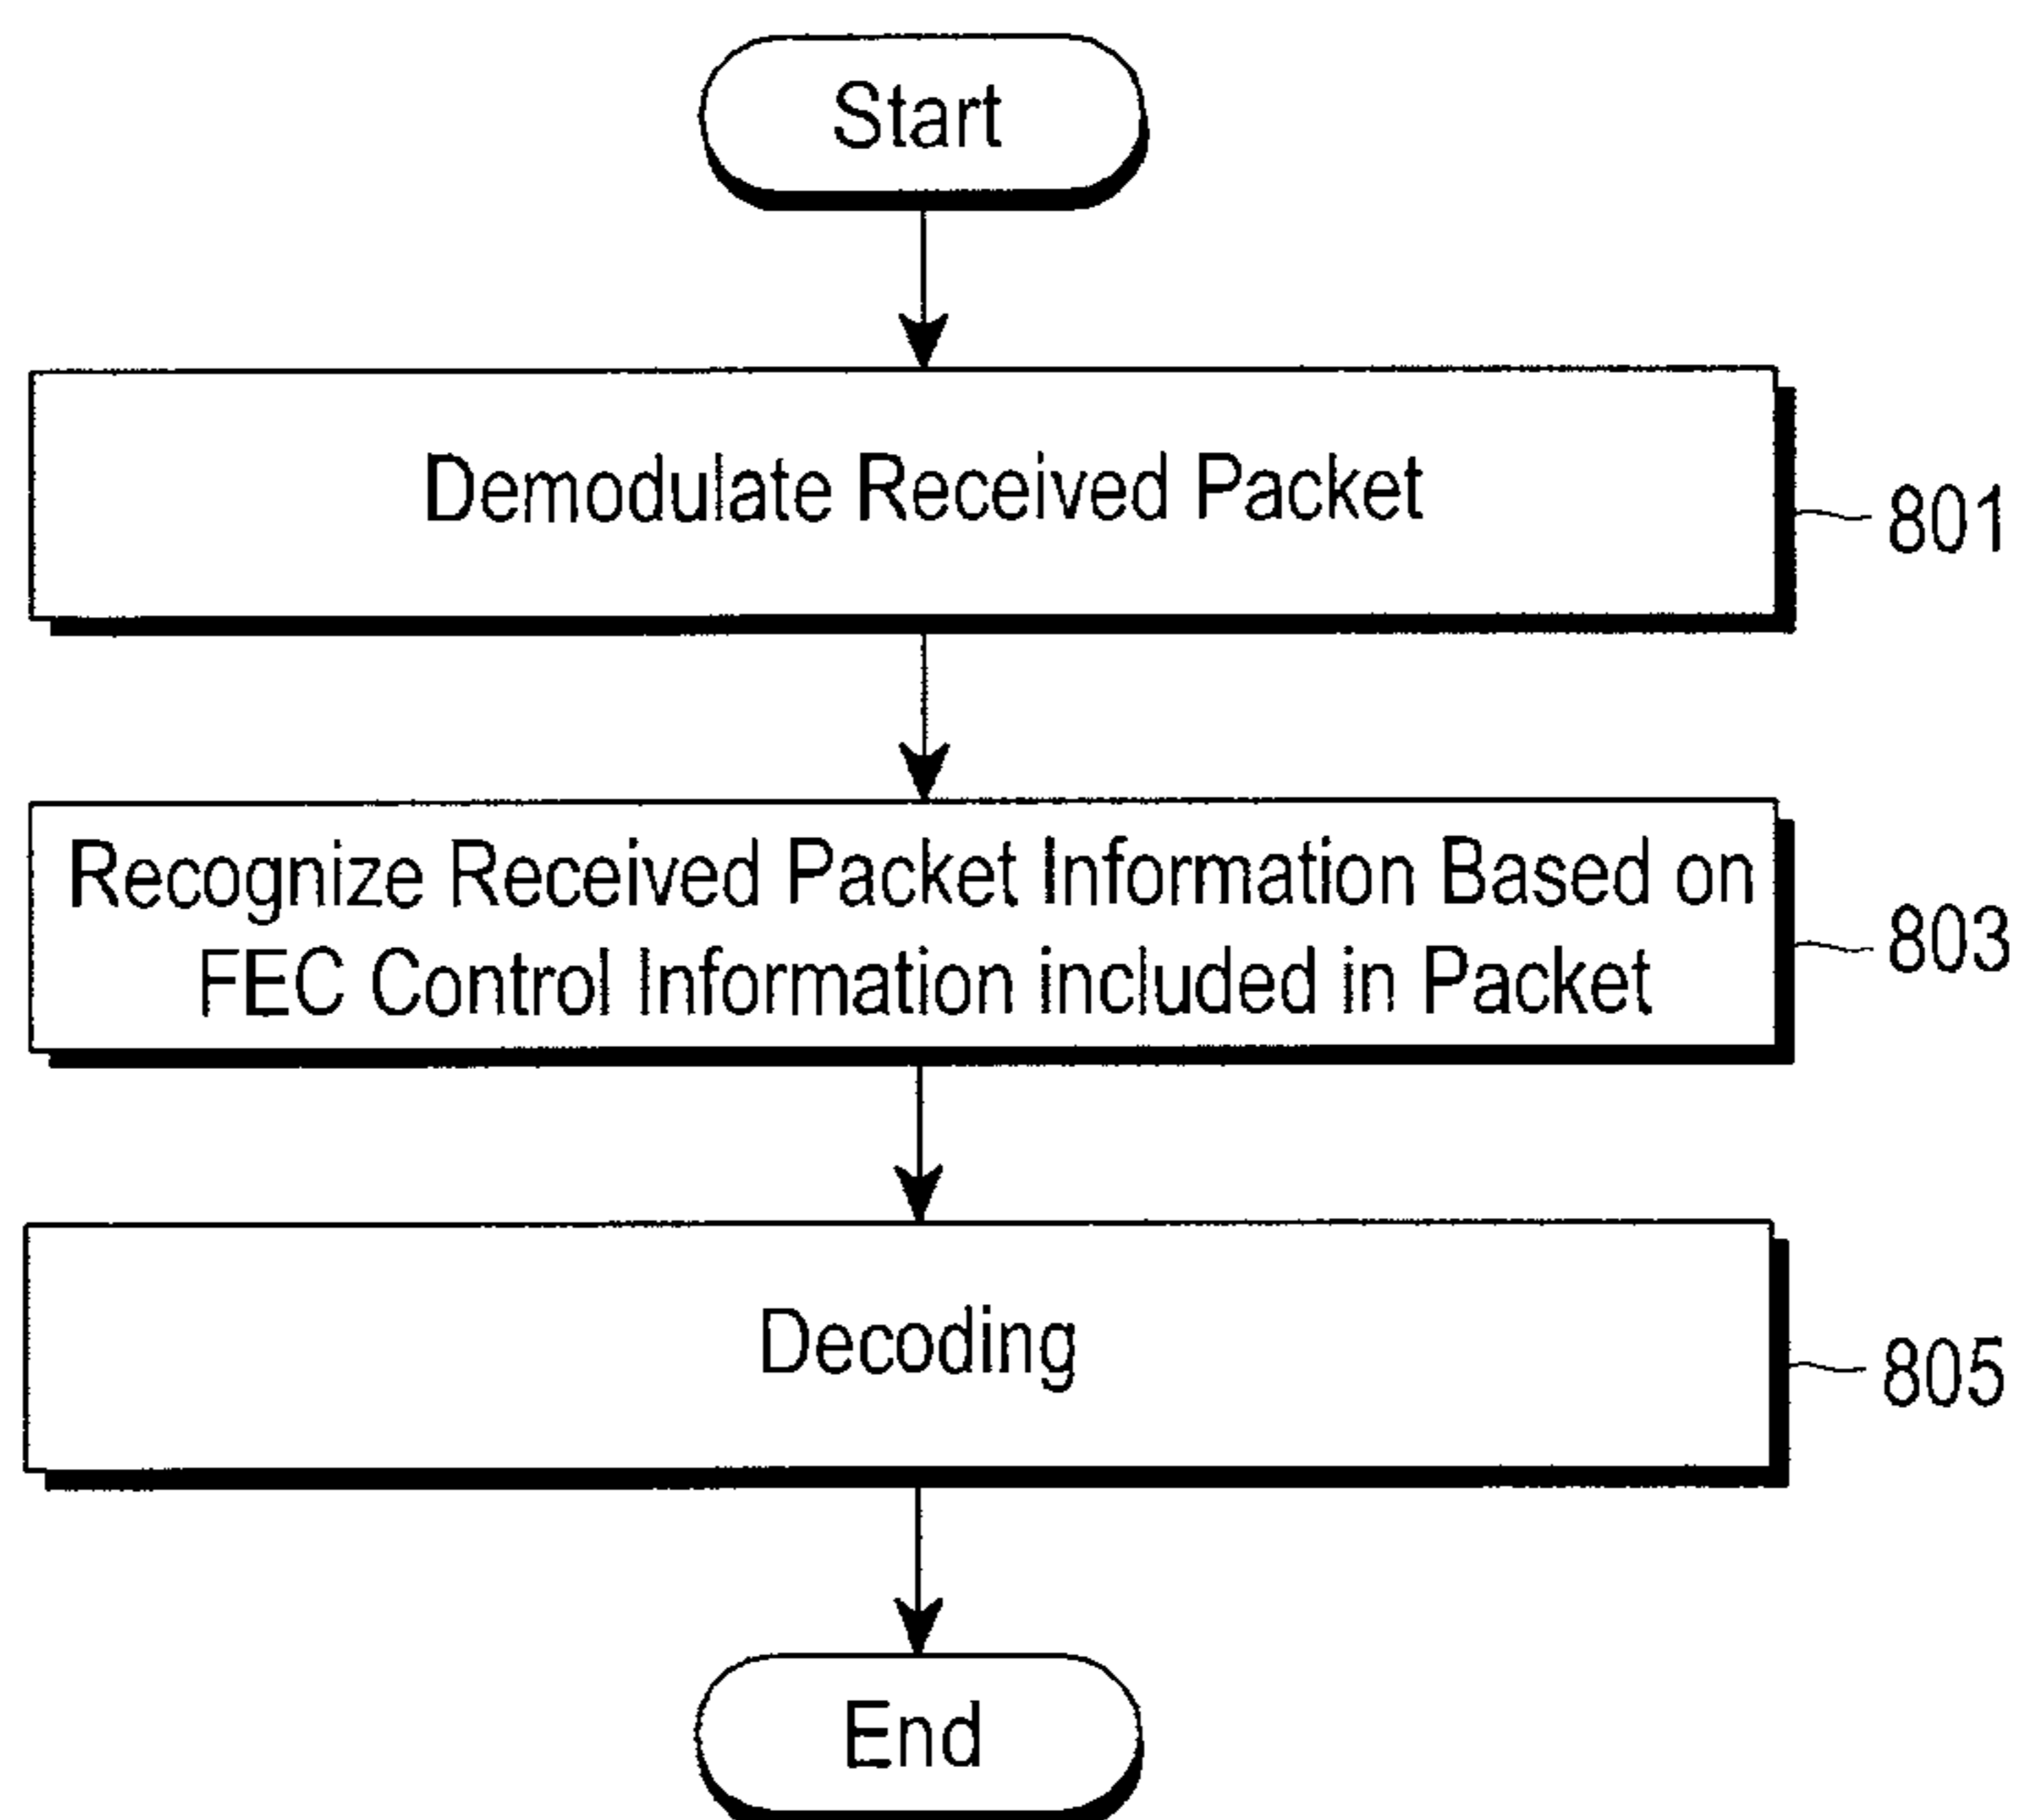 Start
Demodulate Received Packet
801
Recognize Received Packet Information Based on
FEC Control Information included in Packet
803
Decoding
805
End